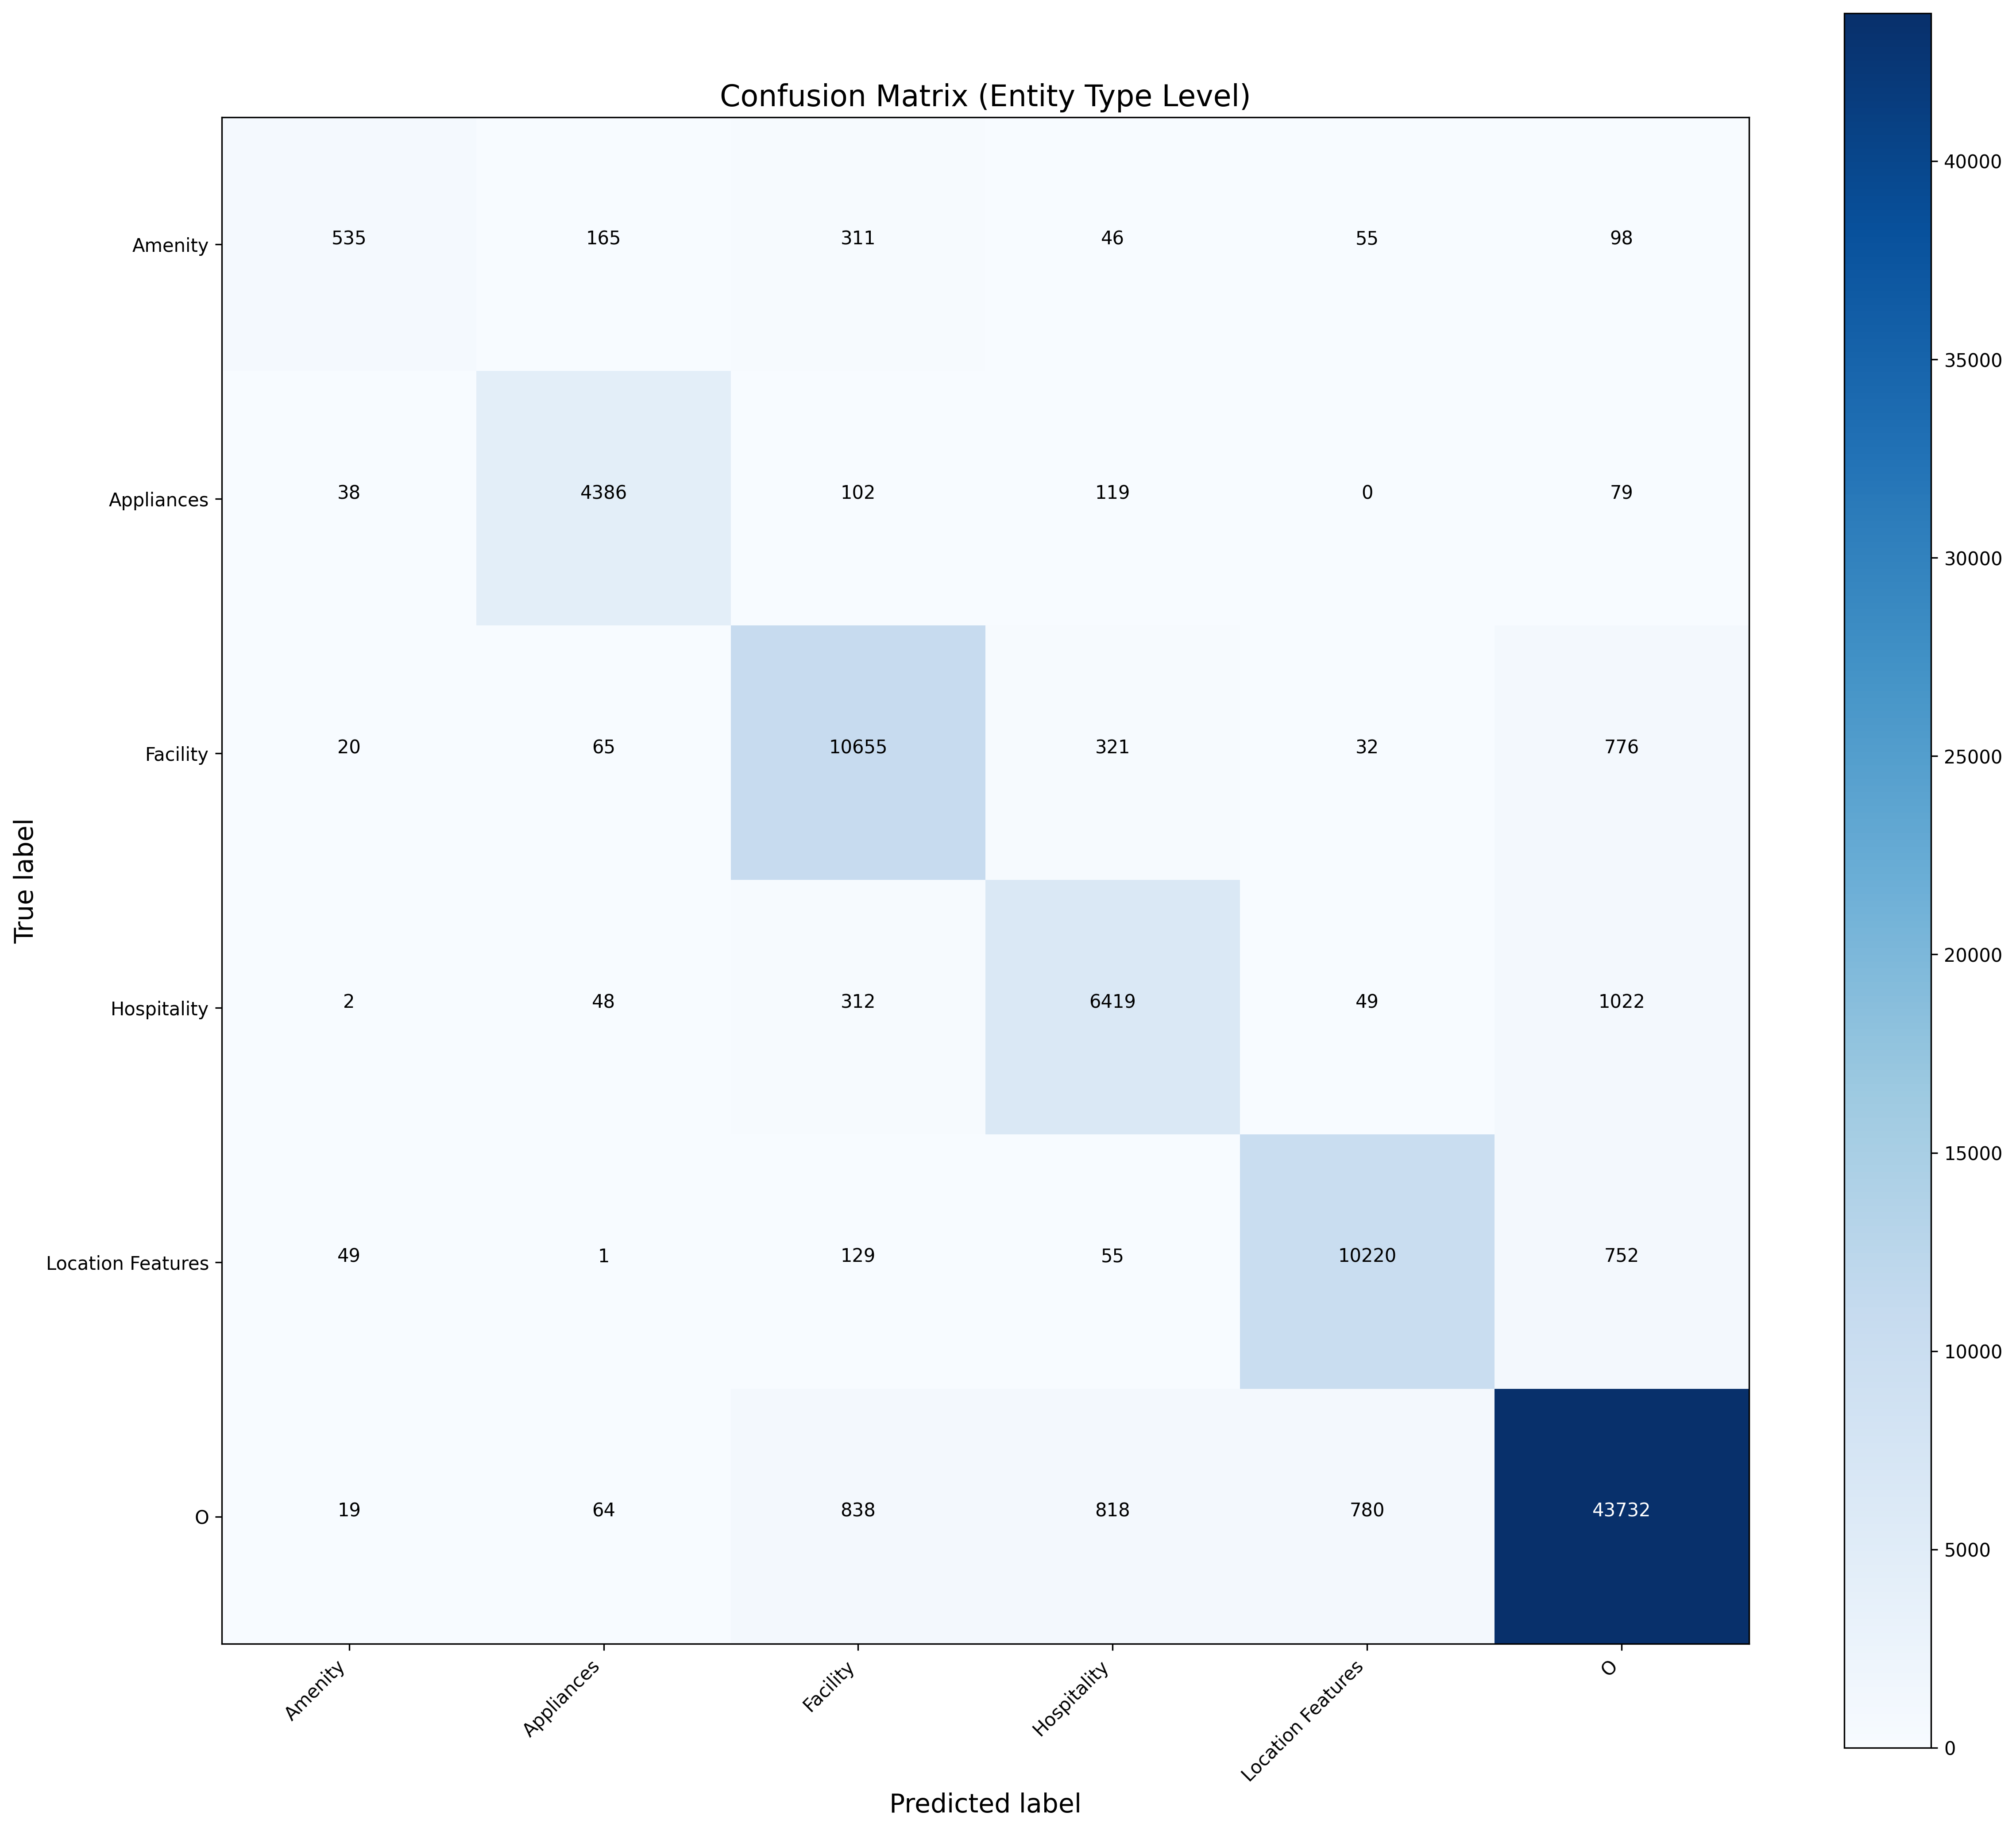 Confusion Matrix (Entity Type Level)
Amenity 535 165 311 46 55 98
Appliances 38 4386 102 119 0 79
Facility 20 65 10655 321 32 776
Hospitality 2 48 312 6419 49 1022
Location Features 49 1 129 55 10220 752
O 19 64 838 818 780 43732
True label
Amenity Appliances Facility Hospitality Location Features O
Predicted label
40000
35000
30000
25000
20000
15000
10000
5000
0